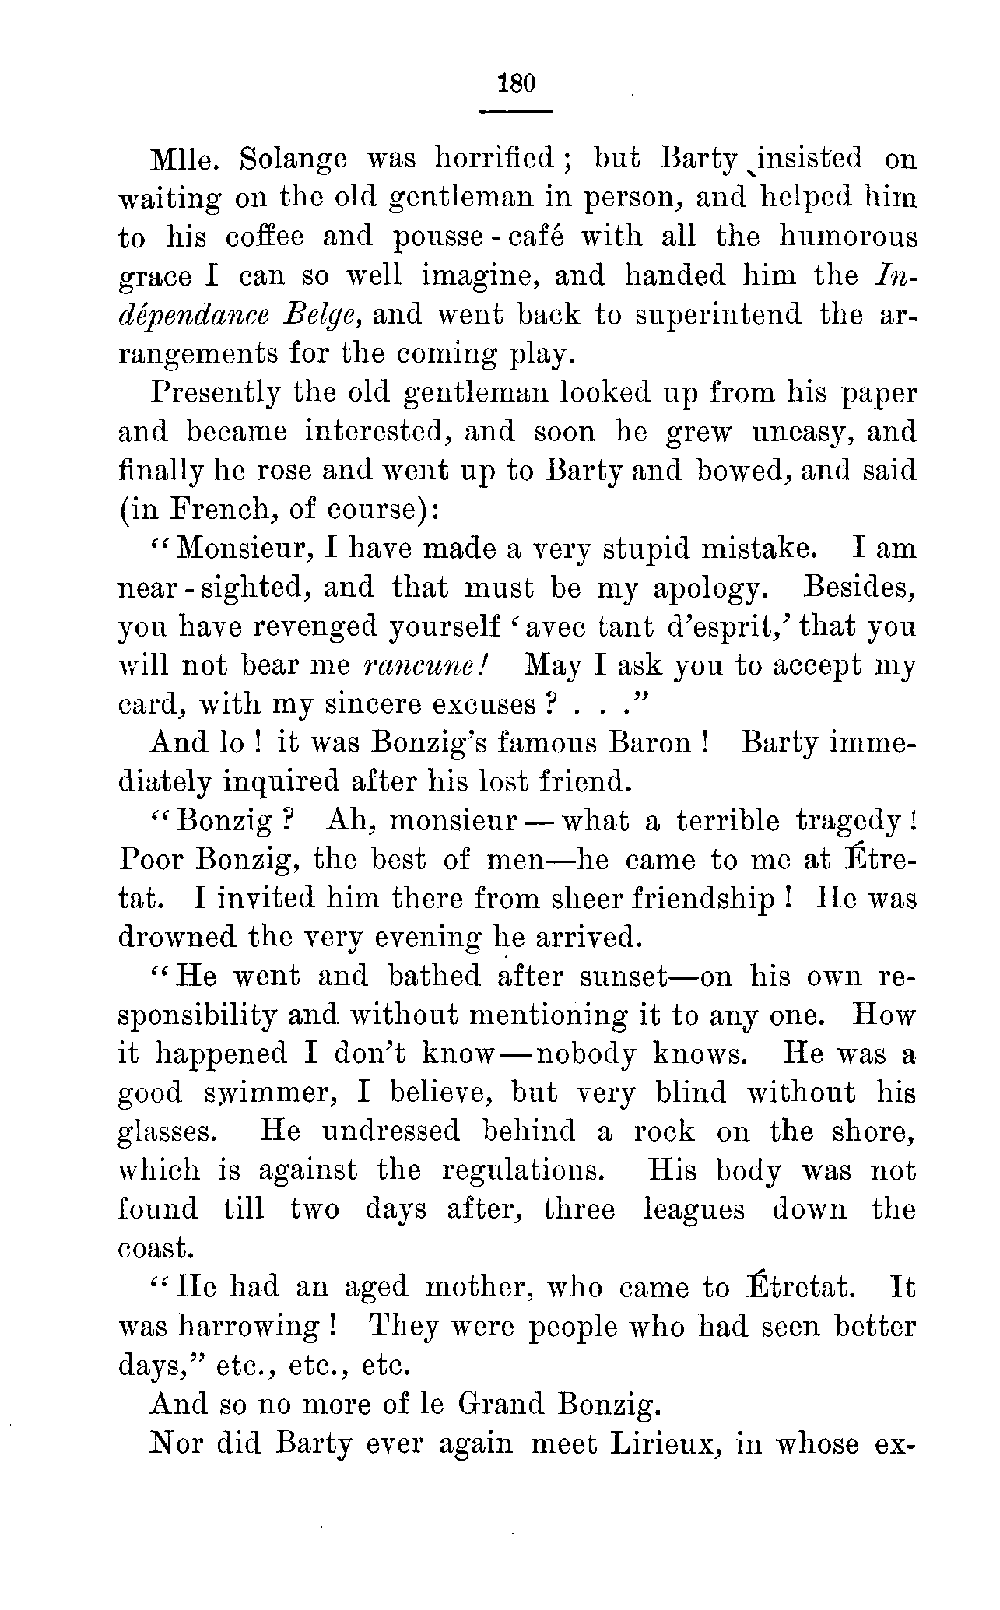 180
Mlle. Solange was horrified; but Barty insisted on
waiting on the old gentleman in person, and helped him
to his coffee and pousse-café with all the humorous
grace I can so well imagine, and handed him the In-
dépendance Belge, and went back to superintend the ar-
rangements for the coming play.
Presently the old gentleman looked up from his paper
and became interested, and soon he grew uneasy, and
finally he rose and went up to Barty and bowed, and said
(in French, of course):
“Monsieur, I have made a very stupid mistake. I am
near-sighted, and that must be my apology. Besides,
you have revenged yourself ‘avec tant d’esprit,’ that you
will not bear me rancune! May I ask you to accept my
card, with my sincere excuses? . . .”
And lo! it was Bonzig’s famous Baron! Barty imme-
diately inquired after his lost friend.
“Bonzig? Ah, monsieur—what a terrible tragedy!
Poor Bonzig, the best of men—he came to me at Étre-
tat. I invited him there from sheer friendship! He was
drowned the very evening he arrived.
“He went and bathed after sunset—on his own re-
sponsibility and without mentioning it to any one. How
it happened I don’t know—nobody knows. He was a
good swimmer, I believe, but very blind without his
glasses. He undressed behind a rock on the shore,
which is against the regulations. His body was not
found till two days after, three leagues down the
coast.
“He had an aged mother, who came to Étretat. It
was harrowing! They were people who had seen better
days,” etc., etc., etc.
And so no more of le Grand Bonzig.
Nor did Barty ever again meet Lirieux, in whose ex-